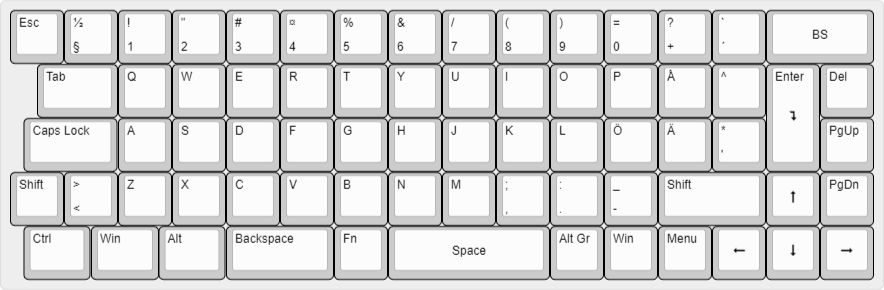 Esc ½ ! " # ¤ % & / ( ) = ? ` BS
§ 1 2 3 4 5 6 7 8 9 0 + ´
Tab Q W E R T Y U I O P Å ^ Enter Del
↴
Caps Lock A S D F G H J K L Ö Ä * PgUp
'
Shift > Z X C V B N M ; : _ Shift ↑ PgDn
< , . -
Ctrl Win Alt Backspace Fn Space Alt Gr Win Menu ← ↓ →